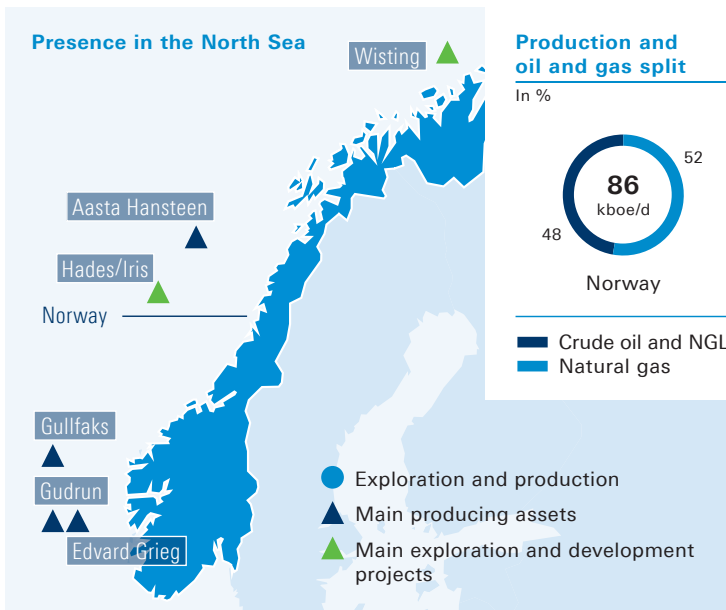 Presence in the North Sea
Wisting
Aasta Hansteen
Hades/Iris
Norway
Gullfaks
Gudrun
Edvard Grieg
Exploration and production
Main producing assets
Main exploration and development
projects
Production and
oil and gas split
In %
52
86
kboe/d
48
Norway
Crude oil and NGL
Natural gas